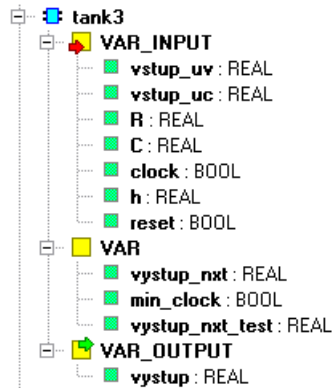 tank3
VAR_INPUT
vstup_uv : REAL
vstup_uc : REAL
R : REAL
C : REAL
clock : BOOL
h : REAL
reset : BOOL
VAR
vystup_nxt : REAL
min_clock : BOOL
vystup_nxt_test : REAL
VAR_OUTPUT
vystup : REAL